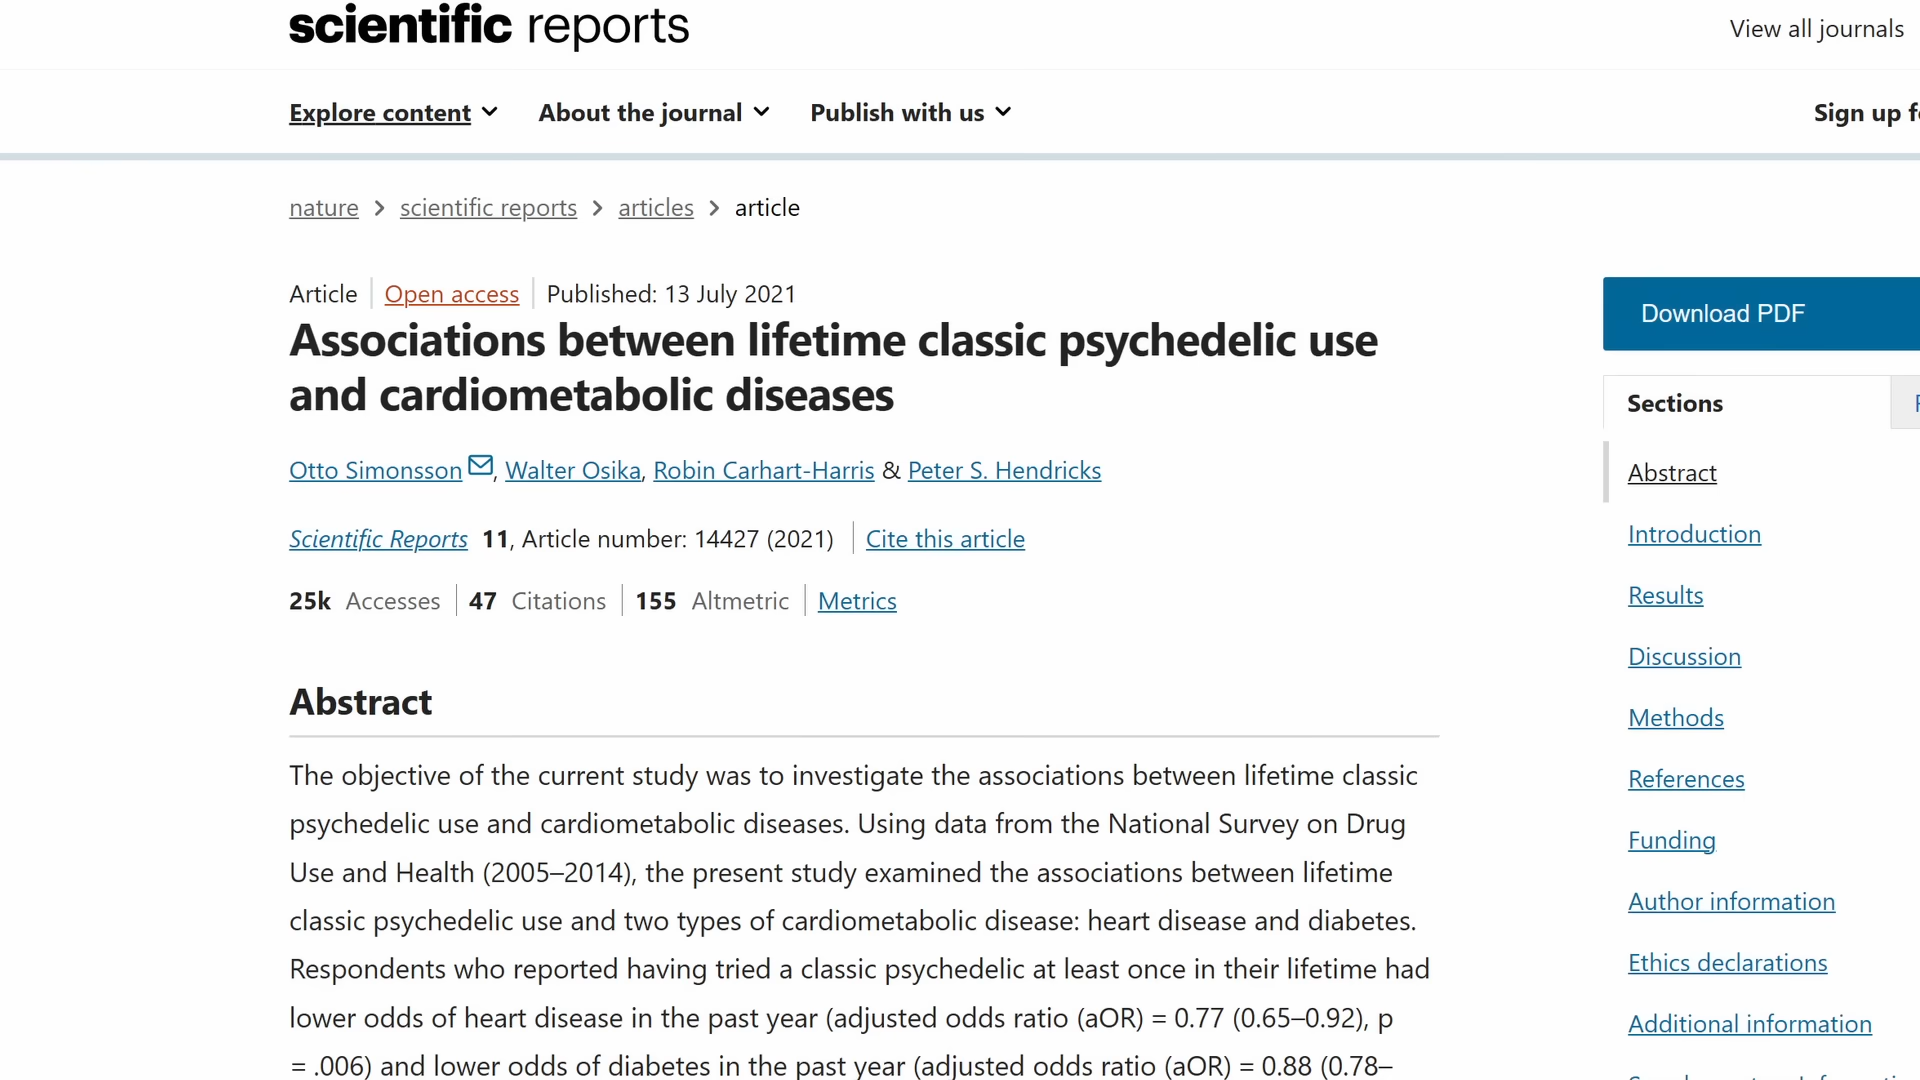 scientific reports
View all journals
Explore content
About the journal
Publish with us
Sign up
nature > scientific reports > articles > article
Article | Open access | Published: 13 July 2021
Associations between lifetime classic psychedelic use
and cardiometabolic diseases
Otto Simonsson, Walter Osika, Robin Carhart-Harris & Peter S. Hendricks
Scientific Reports 11, Article number: 14427 (2021) | Cite this article
25k Accesses | 47 Citations | 155 Altmetric | Metrics
Abstract
The objective of the current study was to investigate the associations between lifetime classic
psychedelic use and cardiometabolic diseases. Using data from the National Survey on Drug
Use and Health (2005–2014), the present study examined the associations between lifetime
classic psychedelic use and two types of cardiometabolic disease: heart disease and diabetes.
Respondents who reported having tried a classic psychedelic at least once in their lifetime had
lower odds of heart disease in the past year (adjusted odds ratio (aOR) = 0.77 (0.65–0.92), p
= .006) and lower odds of diabetes in the past year (adjusted odds ratio (aOR) = 0.88 (0.78–
Download PDF
Sections
Abstract
Introduction
Results
Discussion
Methods
References
Funding
Author information
Ethics declarations
Additional information